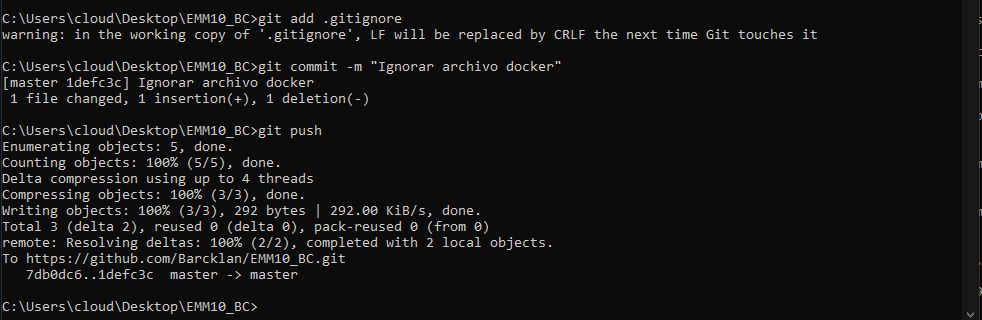 C:\Users\cloud\Desktop\EMM10_BC>git add .gitignore
warning: in the working copy of '.gitignore', LF will be replaced by CRLF the next time Git touches it
C:\Users\cloud\Desktop\EMM10_BC>git commit -m "Ignorar archivo docker"
[master 1defc3c] Ignorar archivo docker
 1 file changed, 1 insertion(+), 1 deletion(-)
C:\Users\cloud\Desktop\EMM10_BC>git push
Enumerating objects: 5, done.
Counting objects: 100% (5/5), done.
Delta compression using up to 4 threads
Compressing objects: 100% (3/3), done.
Writing objects: 100% (3/3), 292 bytes | 292.00 KiB/s, done.
Total 3 (delta 2), reused 0 (delta 0), pack-reused 0 (from 0)
remote: Resolving deltas: 100% (2/2), completed with 2 local objects.
To https://github.com/Barcklan/EMM10_BC.git
   7db0dc6..1defc3c  master -> master
C:\Users\cloud\Desktop\EMM10_BC>